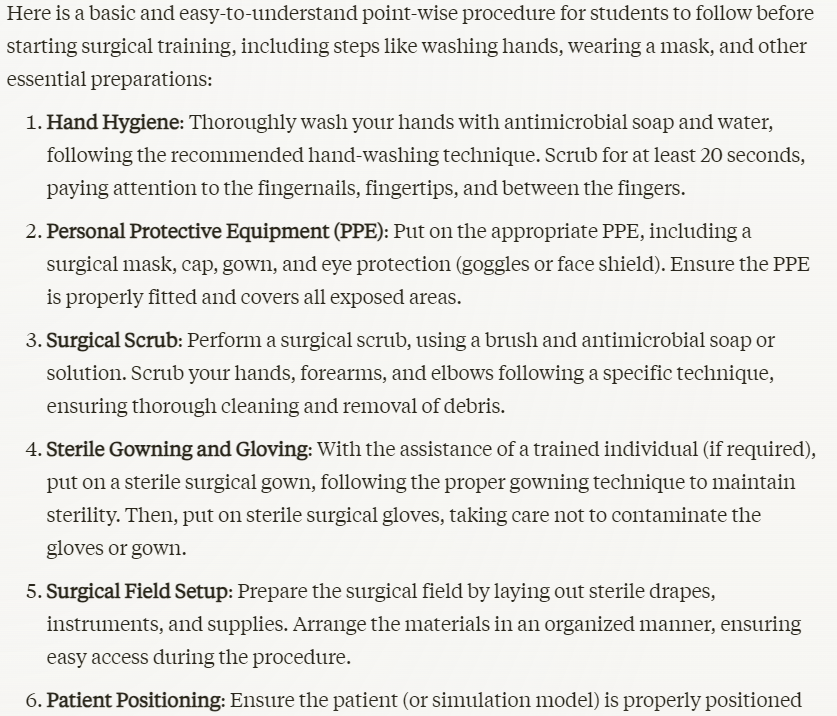 Here is a basic and easy-to-understand point-wise procedure for students to follow before
starting surgical training, including steps like washing hands, wearing a mask, and other
essential preparations:
1. Hand Hygiene: Thoroughly wash your hands with antimicrobial soap and water,
following the recommended hand-washing technique. Scrub for at least 20 seconds,
paying attention to the fingernails, fingertips, and between the fingers.
2. Personal Protective Equipment (PPE): Put on the appropriate PPE, including a
surgical mask, cap, gown, and eye protection (goggles or face shield). Ensure the PPE
is properly fitted and covers all exposed areas.
3. Surgical Scrub: Perform a surgical scrub, using a brush and antimicrobial soap or
solution. Scrub your hands, forearms, and elbows following a specific technique,
ensuring thorough cleaning and removal of debris.
4. Sterile Gowning and Gloving: With the assistance of a trained individual (if required),
put on a sterile surgical gown, following the proper gowning technique to maintain
sterility. Then, put on sterile surgical gloves, taking care not to contaminate the
gloves or gown.
5. Surgical Field Setup: Prepare the surgical field by laying out sterile drapes,
instruments, and supplies. Arrange the materials in an organized manner, ensuring
easy access during the procedure.
6. Patient Positioning: Ensure the patient (or simulation model) is properly positioned